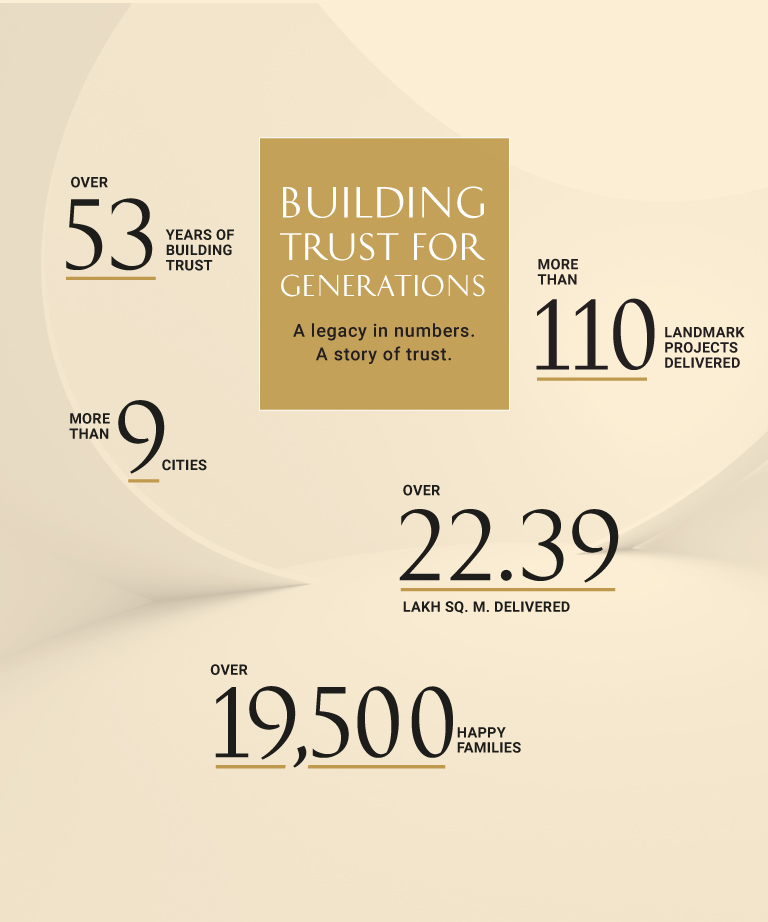 BUILDING
TRUST FOR
GENERATIONS
A legacy in numbers.
A story of trust.
OVER
53
YEARS OF
BUILDING
TRUST
MORE
THAN
110
LANDMARK
PROJECTS
DELIVERED
MORE
THAN
9
CITIES
OVER
22.39
LAKH SQ. M. DELIVERED
OVER
19,500
HAPPY
FAMILIES